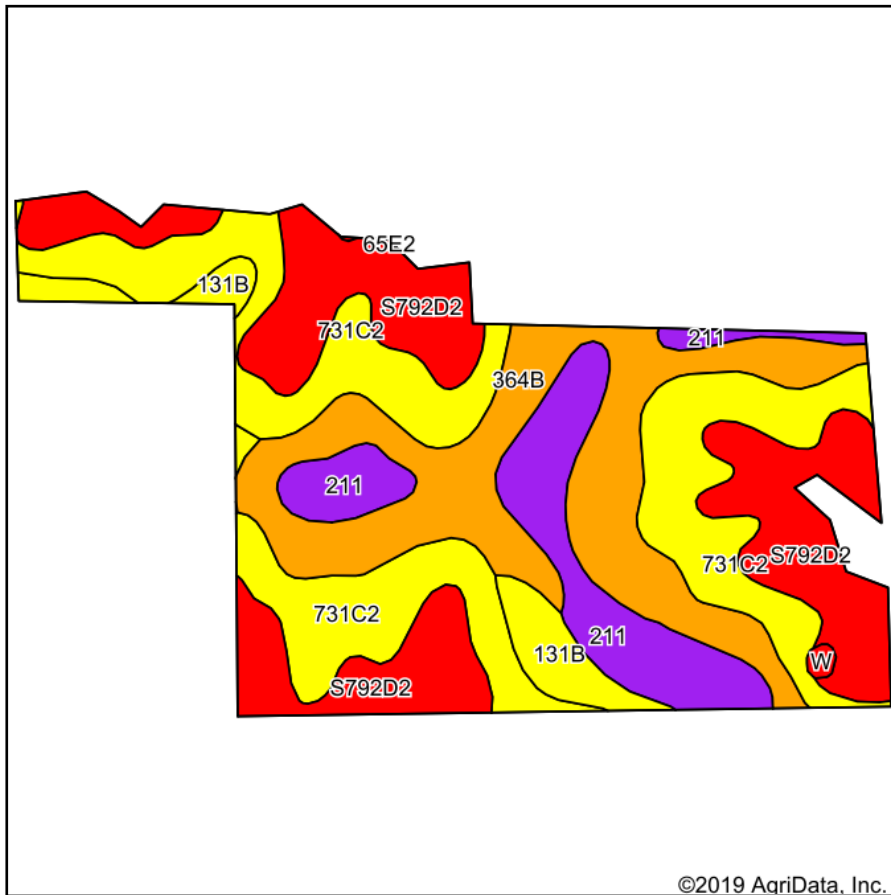 65E2
131B
S792D2
731C2
211
364B
211
731C2
S792D2
731C2
211
131B
W
S792D2
©2019 AgriData, Inc.